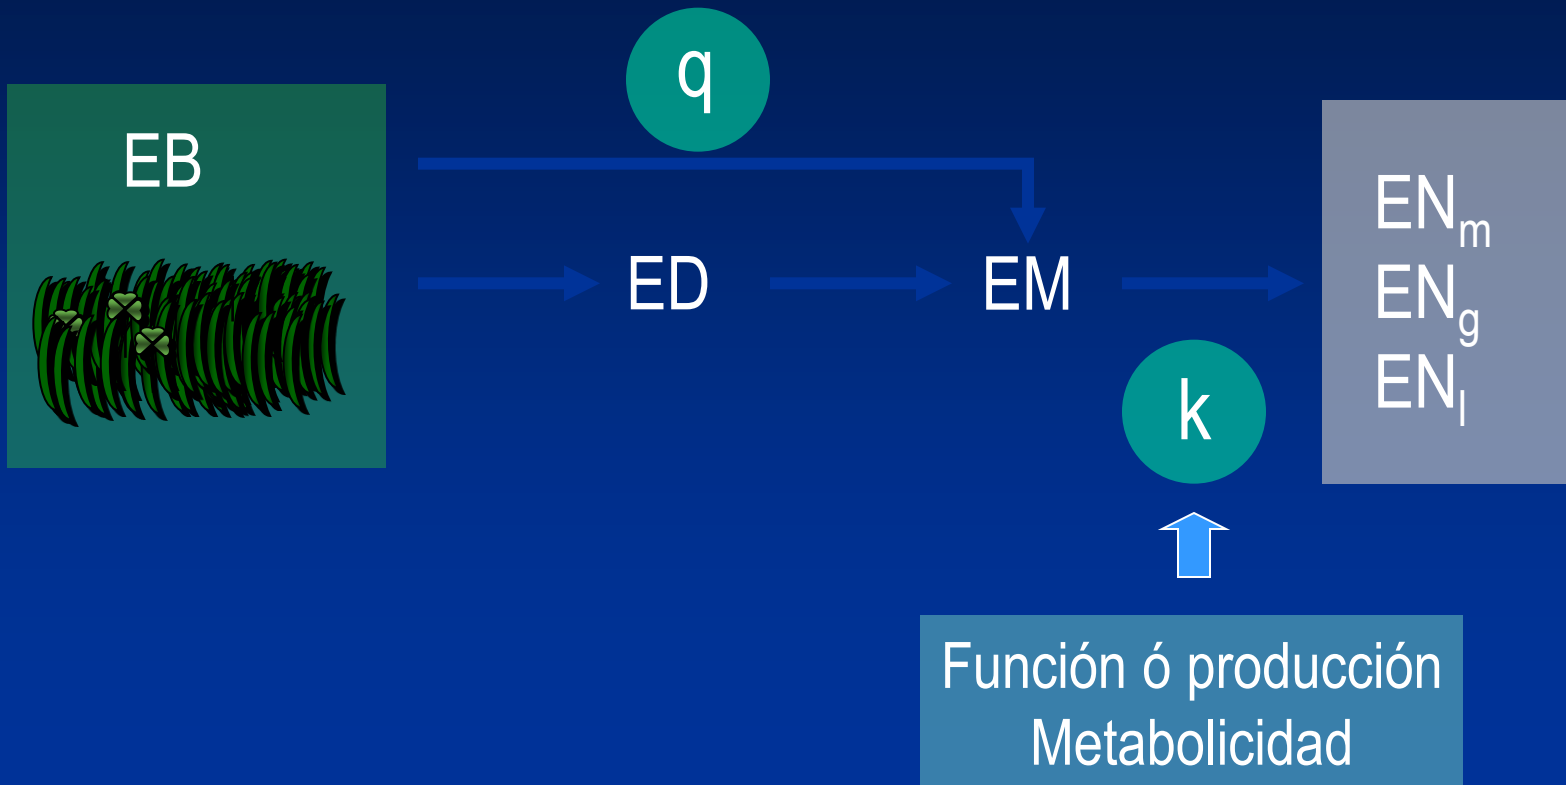 q
EB
ED
EM
ENm
ENg
ENl
k
Función ó producción
Metabolicidad